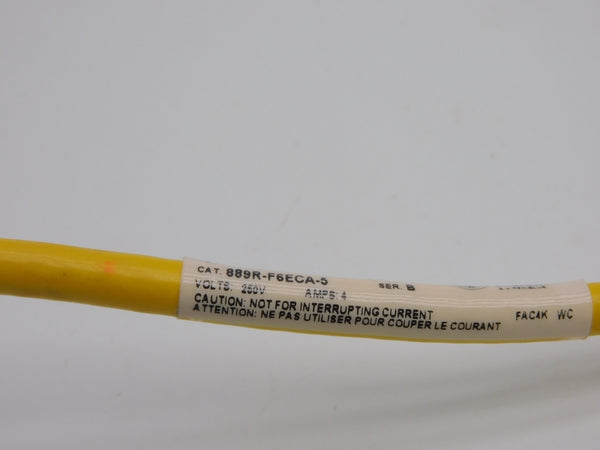 CAT. 889R-F6ECA-5 SER. B
VOLTS: 250V AMPS: 4
CAUTION: NOT FOR INTERRUPTING CURRENT
ATTENTION: NE PAS UTILISER POUR COUPER LE COURANT FAC4K WC